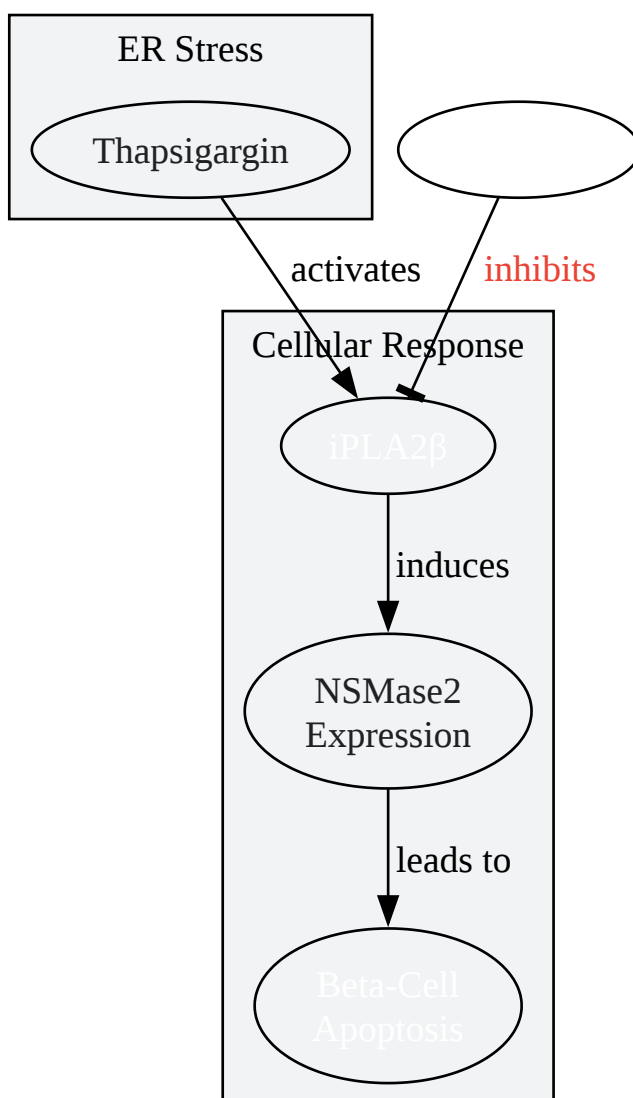 ER Stress
Thapsigargin
activates
inhibits
Cellular Response
iPLA2β
induces
NSMase2
Expression
leads to
Beta-Cell
Apoptosis